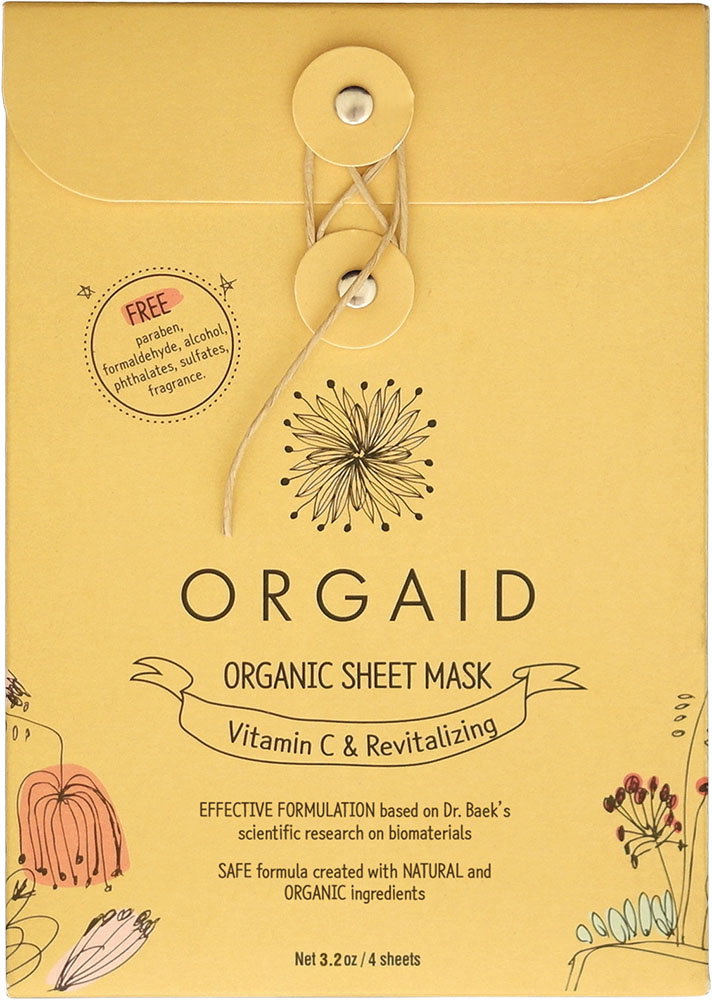 FREE
paraben,
formaldehyde, alcohol,
phthalates, sulfates,
fragrance.
ORGAID
ORGANIC SHEET MASK
Vitamin C & Revitalizing
EFFECTIVE FORMULATION based on Dr. Baek's
scientific research on biomaterials
SAFE formula created with NATURAL and
ORGANIC ingredients
Net 3.2 oz / 4 sheets